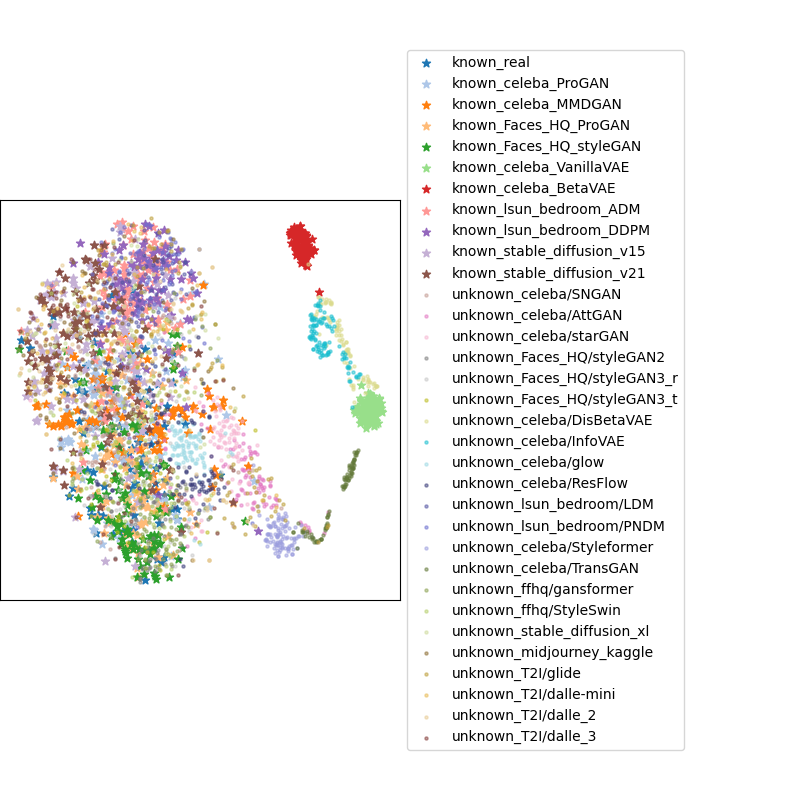 known_real
known_celeba_ProGAN
known_celeba_MMDGAN
known_Faces_HQ_ProGAN
known_Faces_HQ_styleGAN
known_celeba_VanillaVAE
known_celeba_BetaVAE
known_lsun_bedroom_ADM
known_lsun_bedroom_DDPM
known_stable_diffusion_v15
known_stable_diffusion_v21
unknown_celeba/SNGAN
unknown_celeba/AttGAN
unknown_celeba/starGAN
unknown_Faces_HQ/styleGAN2
unknown_Faces_HQ/styleGAN3_r
unknown_Faces_HQ/styleGAN3_t
unknown_celeba/DisBetaVAE
unknown_celeba/InfoVAE
unknown_celeba/glow
unknown_celeba/ResFlow
unknown_lsun_bedroom/LDM
unknown_lsun_bedroom/PNDM
unknown_celeba/Styleformer
unknown_celeba/TransGAN
unknown_ffhq/gansformer
unknown_ffhq/StyleSwin
unknown_stable_diffusion_xl
unknown_midjourney_kaggle
unknown_T2I/glide
unknown_T2I/dalle-mini
unknown_T2I/dalle_2
unknown_T2I/dalle_3